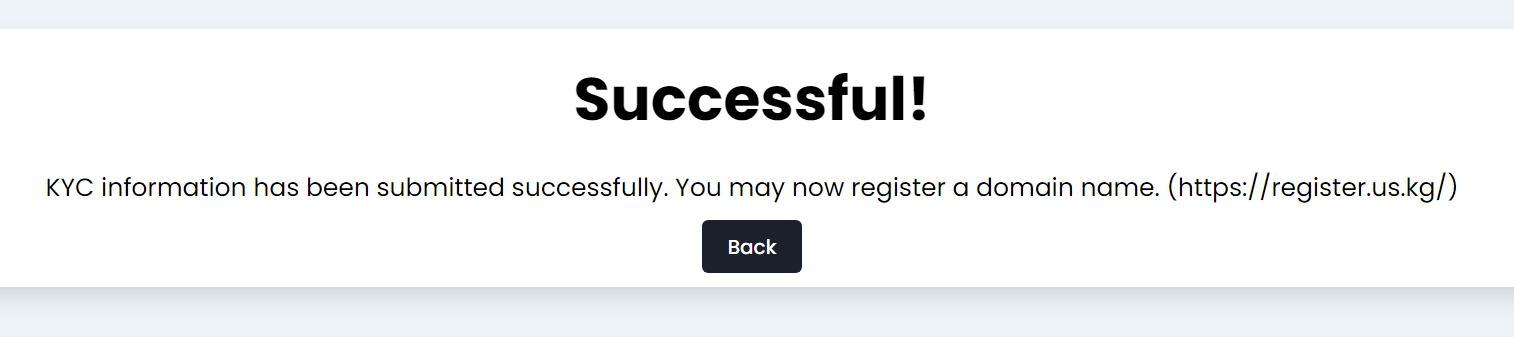 Successful!
KYC information has been submitted successfully. You may now register a domain name. (https://register.us.kg/)
Back